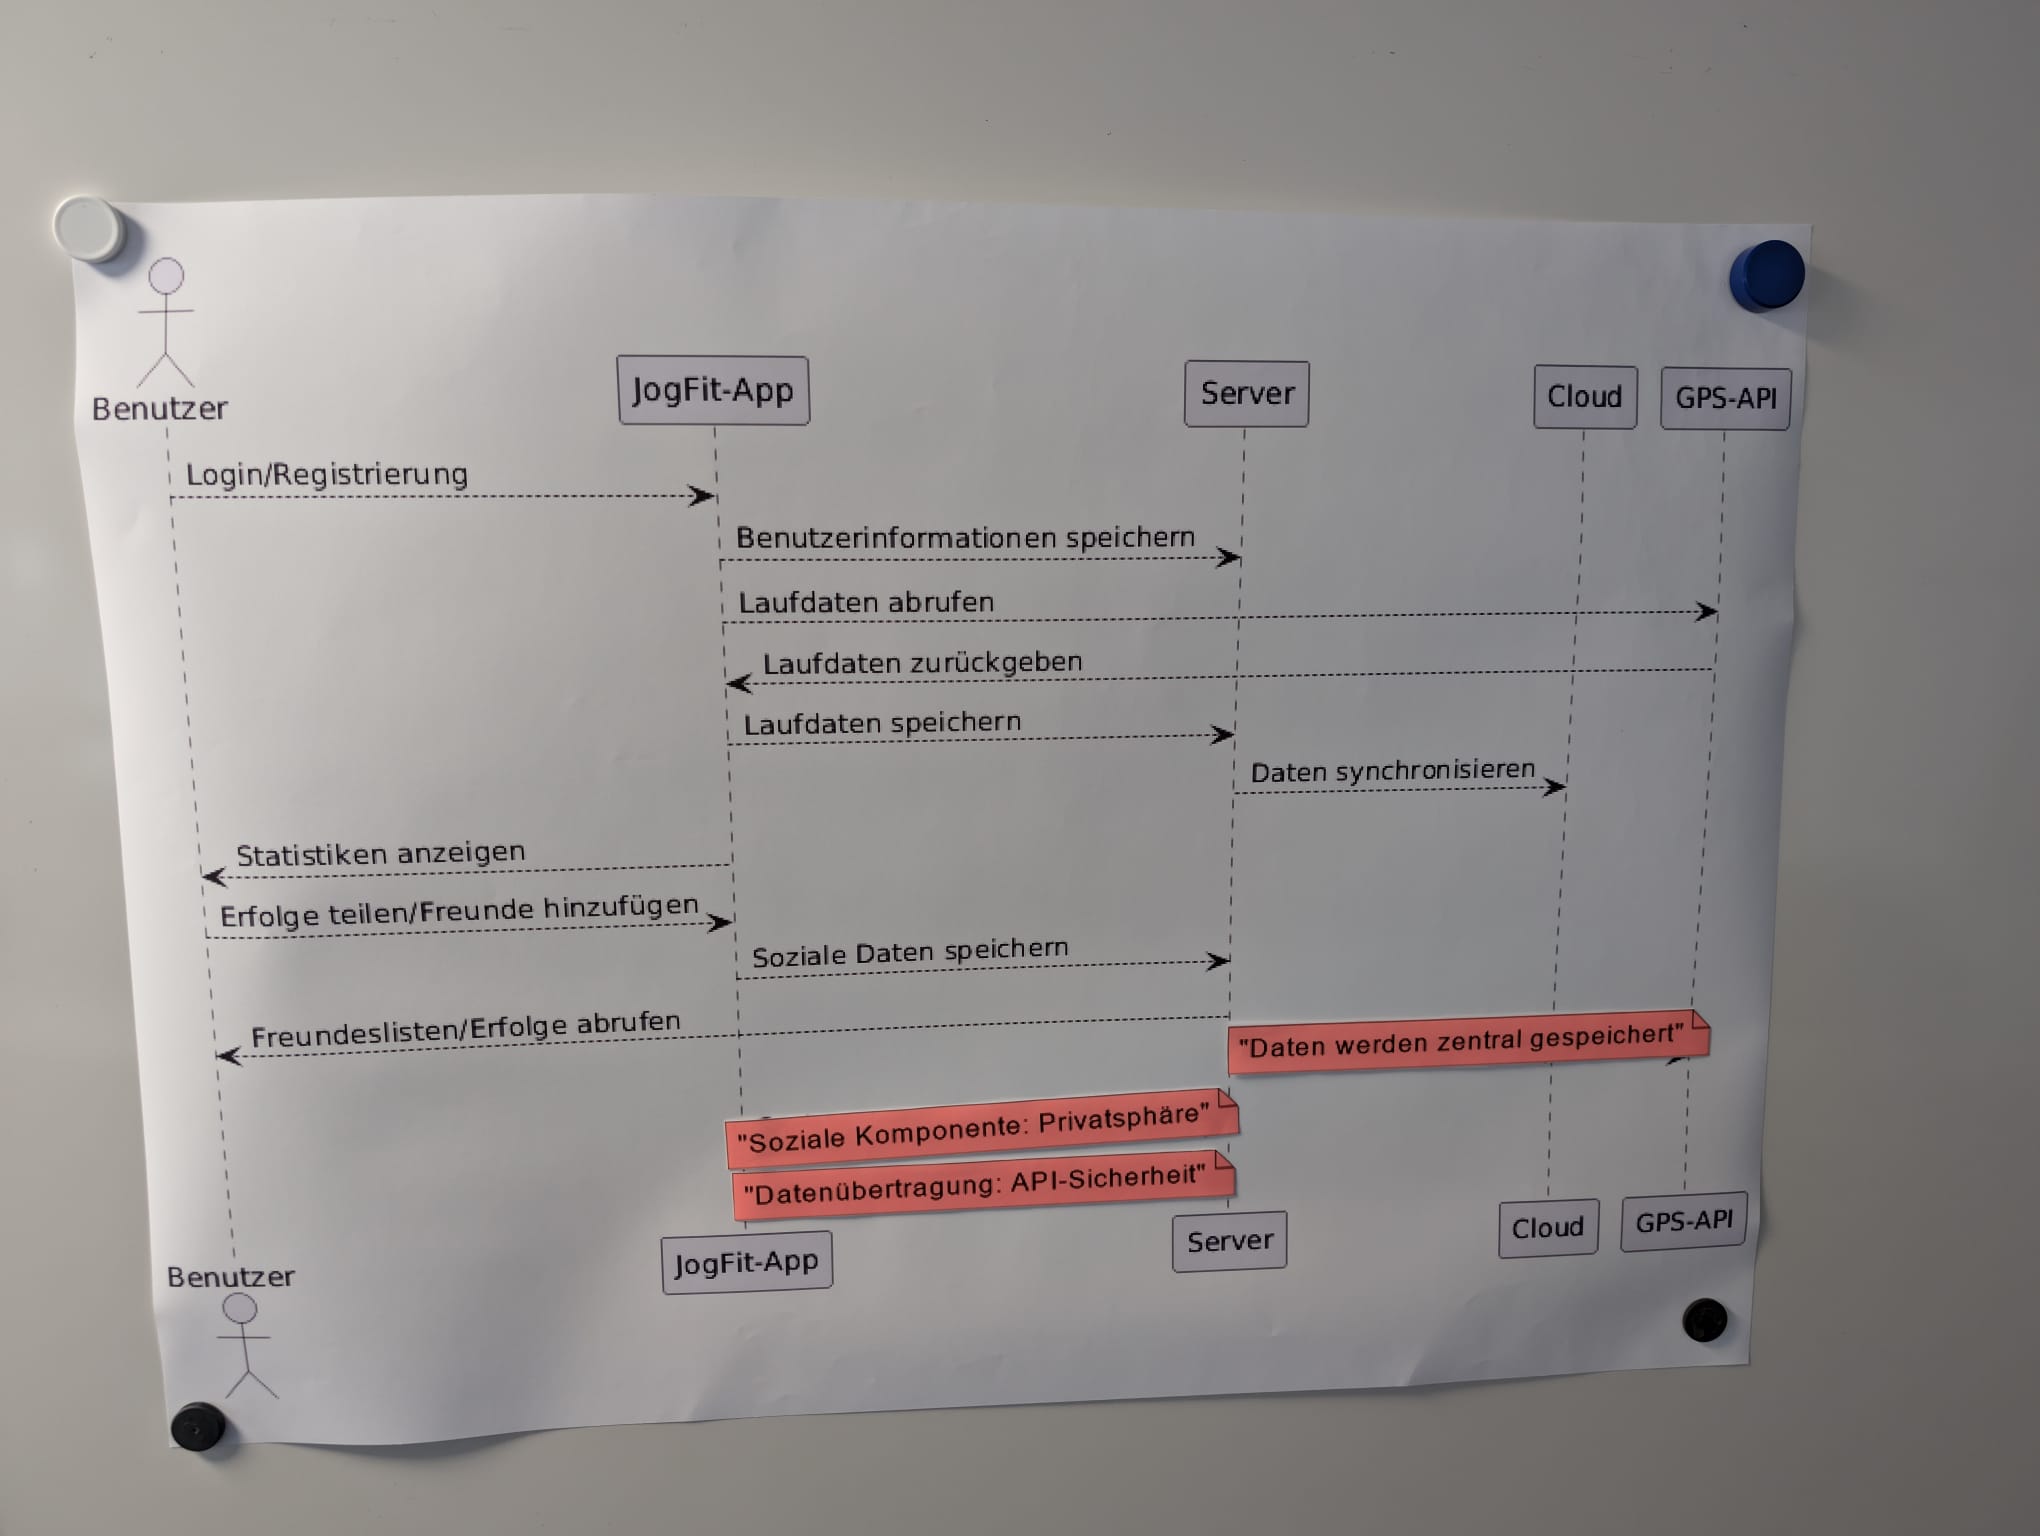 Benutzer
JogFit-App
Server
Cloud
GPS-API
Login/Registrierung
Benutzerinformationen speichern
Laufdaten abrufen
Laufdaten zurückgeben
Laufdaten speichern
Daten synchronisieren
Statistiken anzeigen
Erfolge teilen/Freunde hinzufügen
Soziale Daten speichern
Freundeslisten/Erfolge abrufen
"Daten werden zentral gespeichert"
"Soziale Komponente: Privatsphäre"
"Datenübertragung: API-Sicherheit"
Benutzer
JogFit-App
Server
Cloud
GPS-API